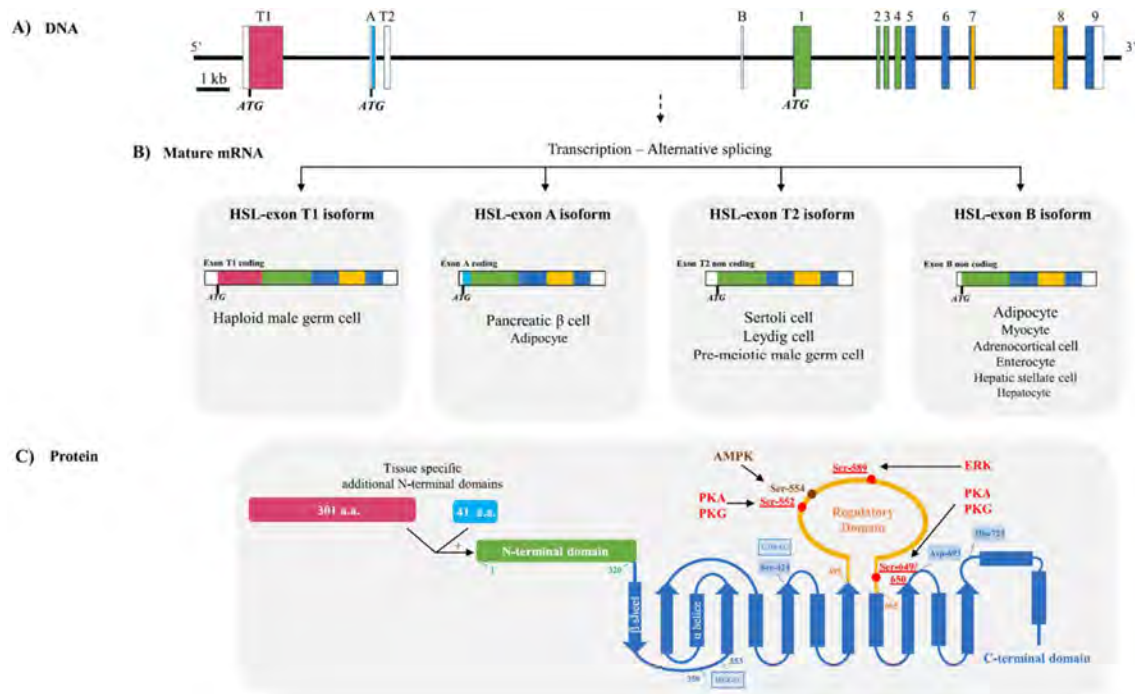 A) DNA
T1 A T2 B 1 2 3 4 5 6 7 8 9
5' 3'
1 kb
ATG ATG ATG
Transcription – Alternative splicing
B) Mature mRNA
HSL-exon T1 isoform
Exon T1 coding
ATG
Haploid male germ cell
HSL-exon A isoform
Exon A coding
ATG
Pancreatic β cell
Adipocyte
HSL-exon T2 isoform
Exon T2 non coding
ATG
Sertoli cell
Leydig cell
Pre-meiotic male germ cell
HSL-exon B isoform
Exon B non coding
ATG
Adipocyte
Myocyte
Adrenocortical cell
Enterocyte
Hepatic stellate cell
Hepatocyte
C) Protein
Tissue specific
additional N-terminal domains
301 a.a.
41 a.a.
+
N-terminal domain
1 320
β-sheet
α helice
350
353
AMPK
Ser-554
PKA
PKG
Ser-552
Ser-589
ERK
Regulatory
Domain
PKA
PKG
Ser-649/
650
Ser-424
Asp-693
His-723
C-terminal domain